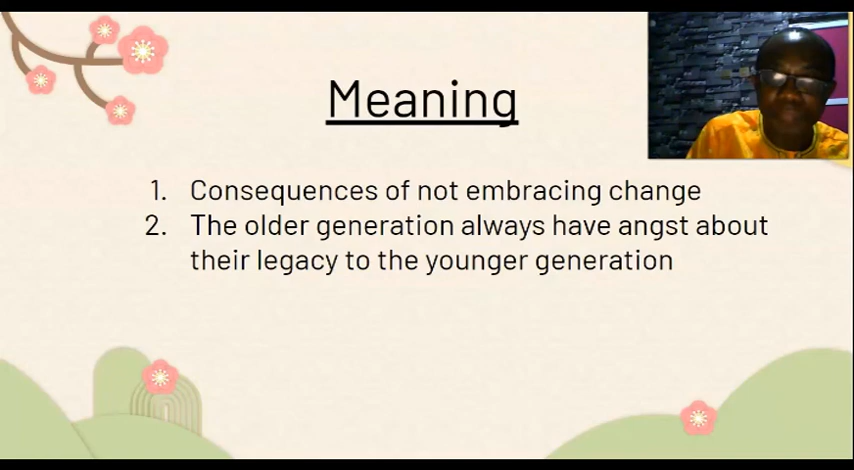 Meaning
1. Consequences of not embracing change
2. The older generation always have angst about
their legacy to the younger generation